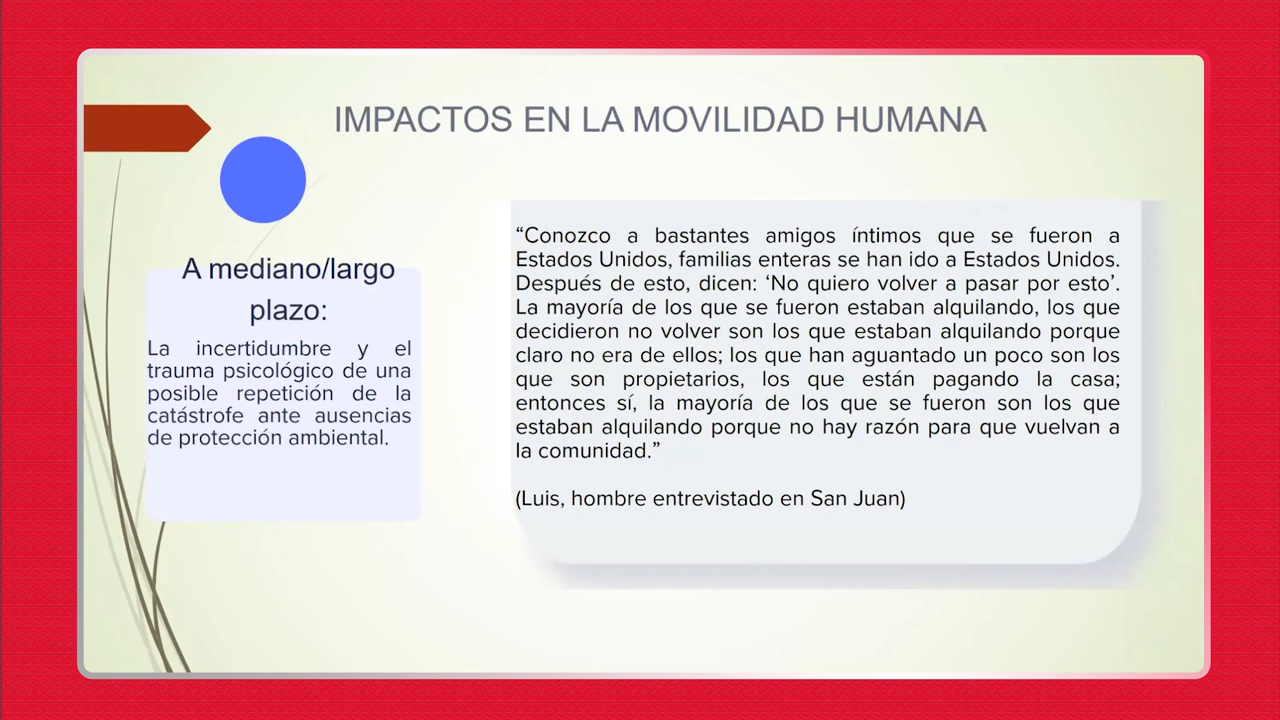 IMPACTOS EN LA MOVILIDAD HUMANA
A mediano/largo
plazo:
La incertidumbre y el
trauma psicológico de una
posible repetición de la
catástrofe ante ausencias
de protección ambiental.
“Conozco a bastantes amigos íntimos que se fueron a
Estados Unidos, familias enteras se han ido a Estados Unidos.
Después de esto, dicen: ‘No quiero volver a pasar por esto’.
La mayoría de los que se fueron estaban alquilando, los que
decidieron no volver son los que estaban alquilando porque
claro no era de ellos; los que han aguantado un poco son los
que son propietarios, los que están pagando la casa;
entonces sí, la mayoría de los que se fueron son los que
estaban alquilando porque no hay razón para que vuelvan a
la comunidad.”
(Luis, hombre entrevistado en San Juan)